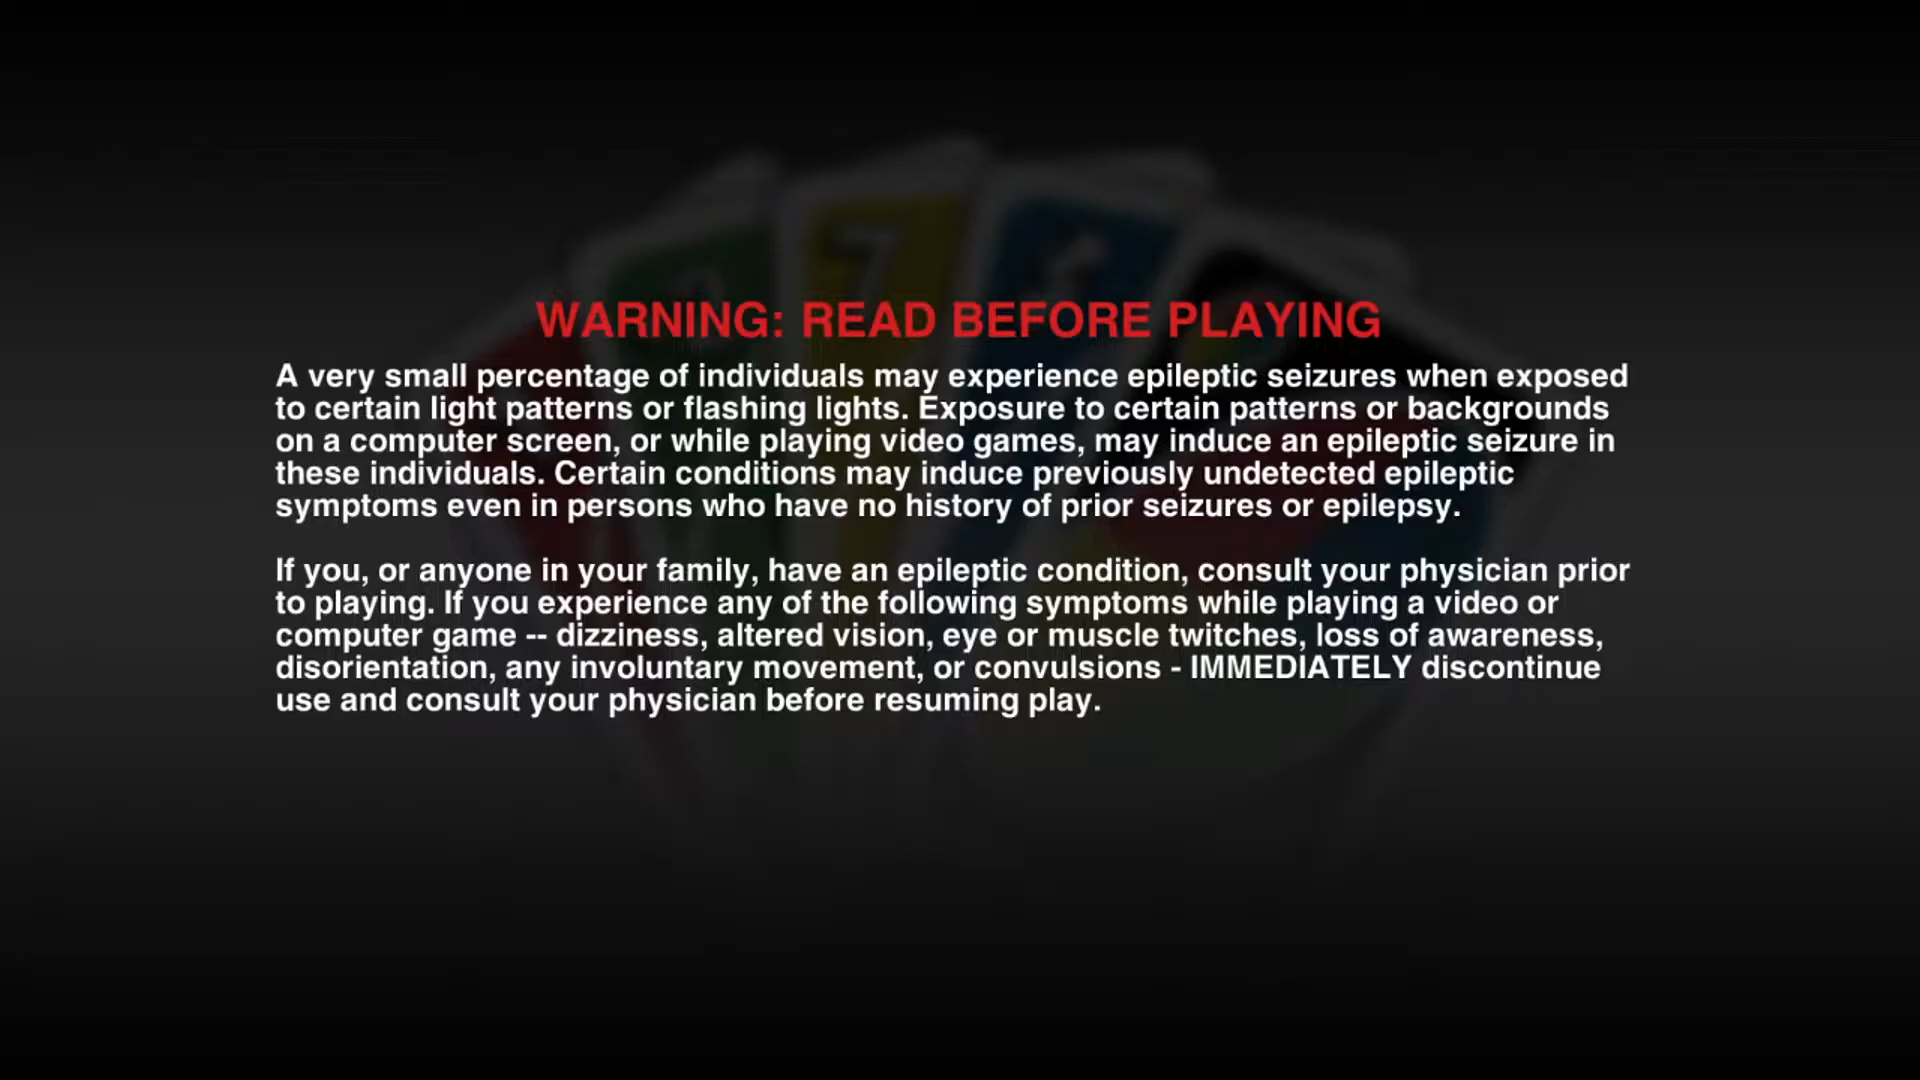 WARNING: READ BEFORE PLAYING
A very small percentage of individuals may experience epileptic seizures when exposed
to certain light patterns or flashing lights. Exposure to certain patterns or backgrounds
on a computer screen, or while playing video games, may induce an epileptic seizure in
these individuals. Certain conditions may induce previously undetected epileptic
symptoms even in persons who have no history of prior seizures or epilepsy.
If you, or anyone in your family, have an epileptic condition, consult your physician prior
to playing. If you experience any of the following symptoms while playing a video or
computer game -- dizziness, altered vision, eye or muscle twitches, loss of awareness,
disorientation, any involuntary movement, or convulsions - IMMEDIATELY discontinue
use and consult your physician before resuming play.
7